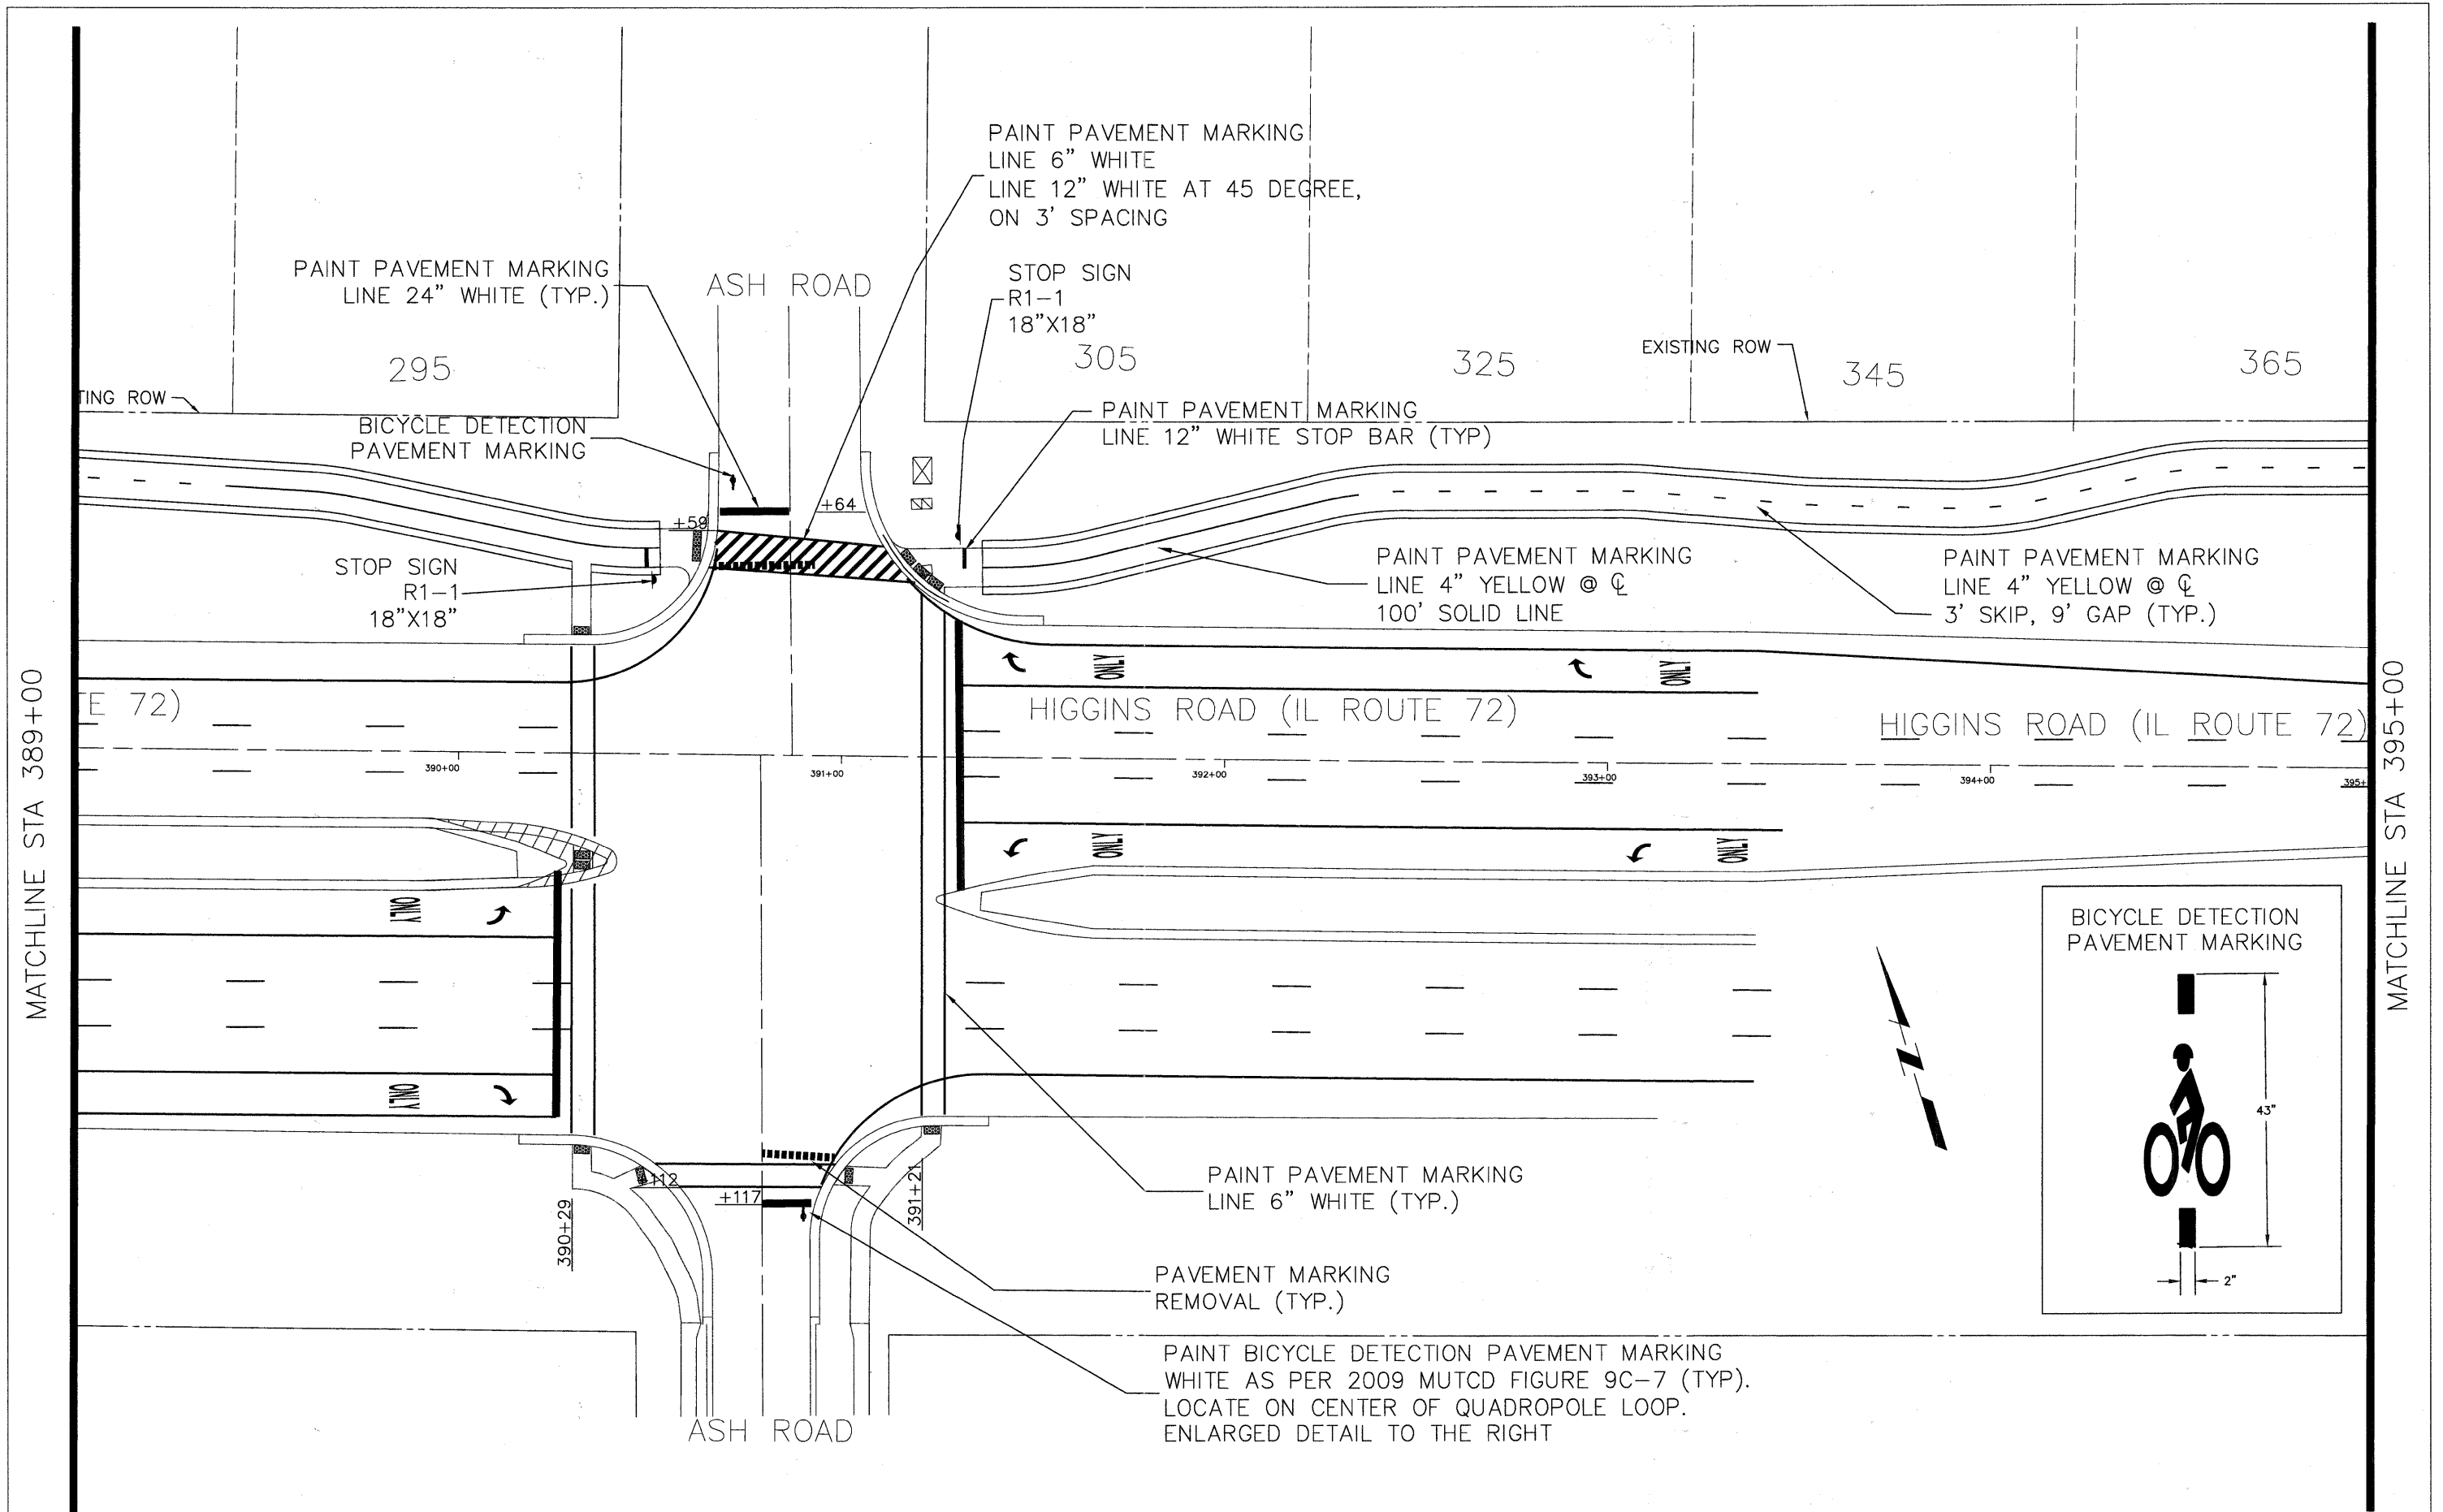 PAINT PAVEMENT MARKING
LINE 6" WHITE
LINE 12" WHITE AT 45 DEGREE,
ON 3' SPACING
PAINT PAVEMENT MARKING
LINE 24" WHITE (TYP.)
ASH ROAD
STOP SIGN
R1-1
18"X18"
295
305
325
EXISTING ROW
345
365
TING ROW
BICYCLE DETECTION
PAVEMENT MARKING
PAINT PAVEMENT MARKING
LINE 12" WHITE STOP BAR (TYP)
+59
+64
STOP SIGN
R1-1
18"X18"
PAINT PAVEMENT MARKING
LINE 4" YELLOW @ ℄
100' SOLID LINE
PAINT PAVEMENT MARKING
LINE 4" YELLOW @ ℄
3' SKIP, 9' GAP (TYP.)
MATCHLINE STA 389+00
MATCHLINE STA 395+00
ONLY
ONLY
E 72)
HIGGINS ROAD (IL ROUTE 72)
HIGGINS ROAD (IL ROUTE 72)
390+00
391+00
392+00
393+00
394+00
395+
ONLY
ONLY
ONLY
ONLY
BICYCLE DETECTION
PAVEMENT MARKING
43"
2"
+112
+117
390+29
391+21
PAINT PAVEMENT MARKING
LINE 6" WHITE (TYP.)
PAVEMENT MARKING
REMOVAL (TYP.)
PAINT BICYCLE DETECTION PAVEMENT MARKING
WHITE AS PER 2009 MUTCD FIGURE 9C-7 (TYP).
LOCATE ON CENTER OF QUADROPOLE LOOP.
ENLARGED DETAIL TO THE RIGHT
ASH ROAD